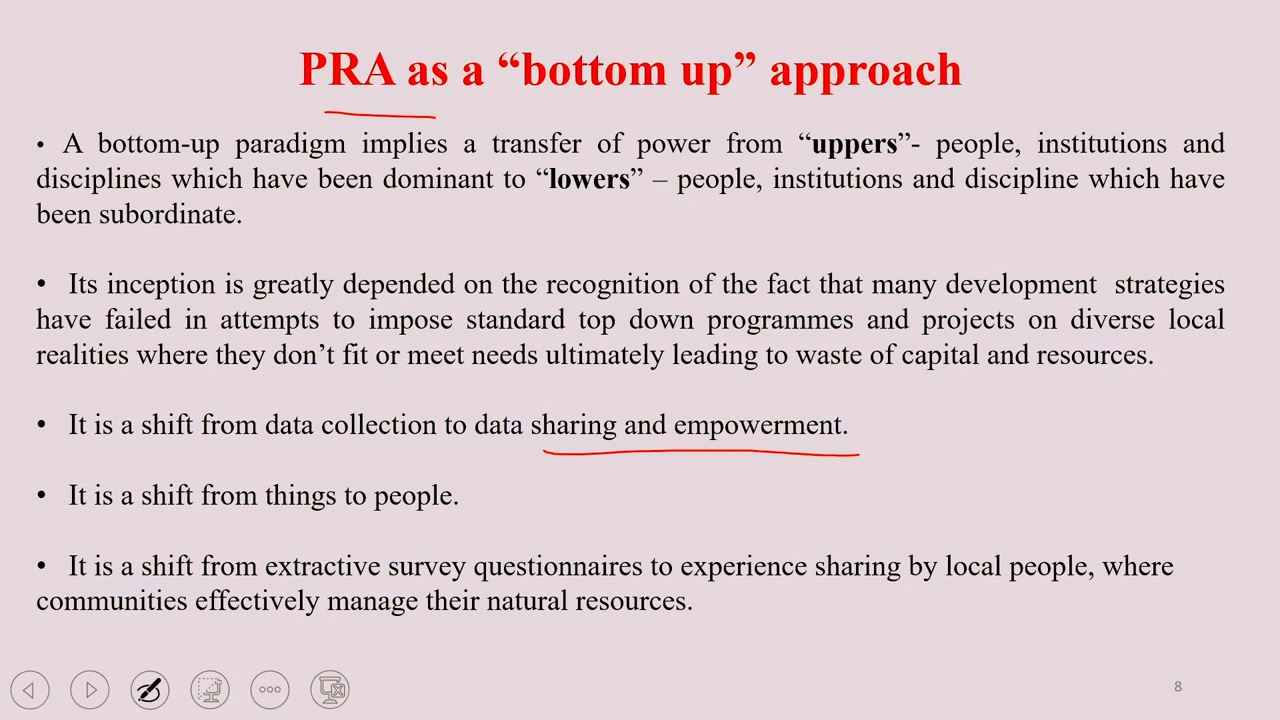 PRA as a “bottom up” approach
• A bottom-up paradigm implies a transfer of power from “uppers”- people, institutions and
disciplines which have been dominant to “lowers” – people, institutions and discipline which have
been subordinate.
• Its inception is greatly depended on the recognition of the fact that many development strategies
have failed in attempts to impose standard top down programmes and projects on diverse local
realities where they don’t fit or meet needs ultimately leading to waste of capital and resources.
• It is a shift from data collection to data sharing and empowerment.
• It is a shift from things to people.
• It is a shift from extractive survey questionnaires to experience sharing by local people, where
communities effectively manage their natural resources.
8